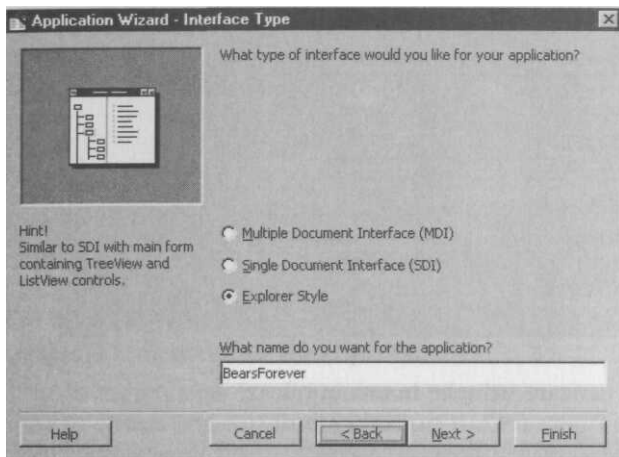 Application Wizard - Interface Type
What type of interface would you like for your application?
Hint!
Similar to SDI with main form
containing TreeView and
ListView controls.
Multiple Document Interface (MDI)
Single Document Interface (SDI)
Explorer Style
What name do you want for the application?
BearsForever
Help
Cancel
< Back
Next >
Finish